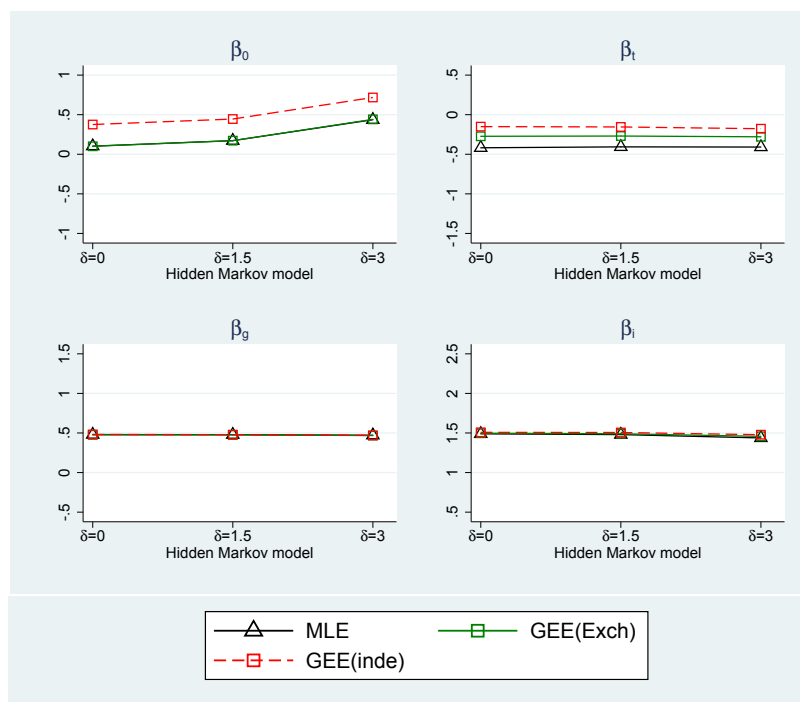 β0
βt
1
.5
0
-.5
-1
δ=0
δ=1.5
δ=3
Hidden Markov model
.5
0
-.5
-1
-1.5
δ=0
δ=1.5
δ=3
Hidden Markov model
βg
βi
1.5
1
.5
0
-.5
δ=0
δ=1.5
δ=3
Hidden Markov model
2.5
2
1.5
1
.5
δ=0
δ=1.5
δ=3
Hidden Markov model
MLE
GEE(Exch)
GEE(inde)